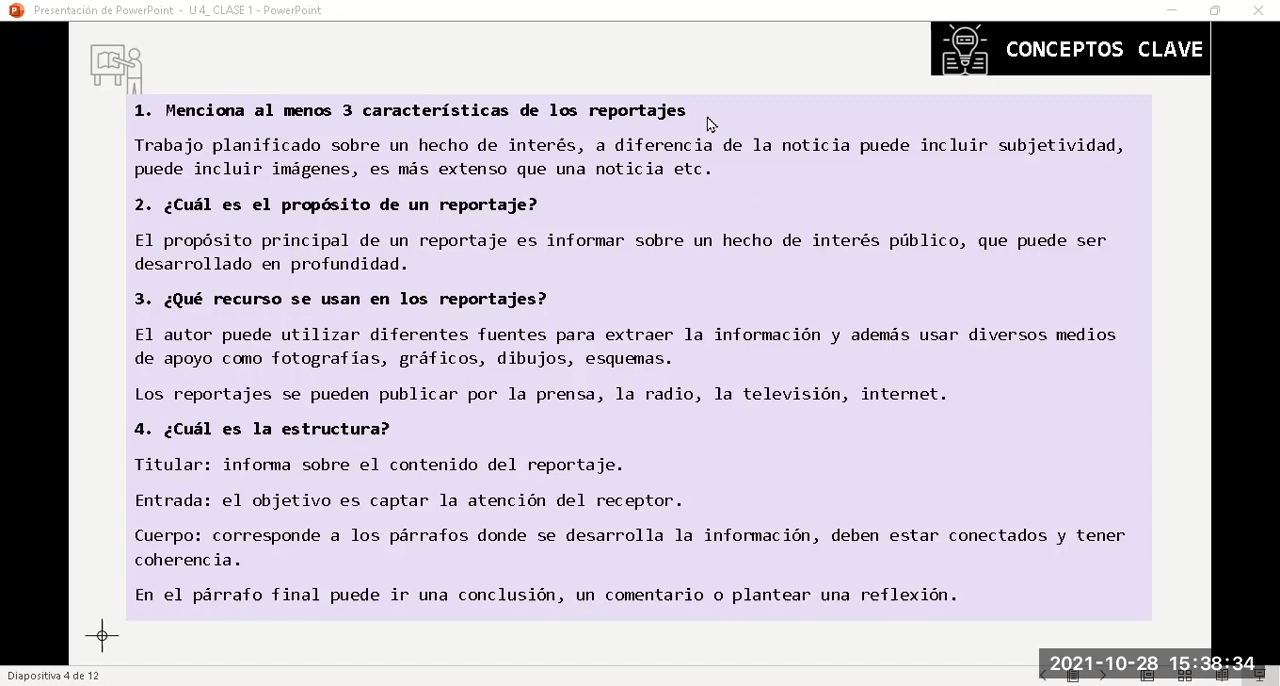 Presentación de PowerPoint - U 4_ CLASE 1 - PowerPoint
CONCEPTOS CLAVE
1. Menciona al menos 3 características de los reportajes
Trabajo planificado sobre un hecho de interés, a diferencia de la noticia puede incluir subjetividad,
puede incluir imágenes, es más extenso que una noticia etc.
2. ¿Cuál es el propósito de un reportaje?
El propósito principal de un reportaje es informar sobre un hecho de interés público, que puede ser
desarrollado en profundidad.
3. ¿Qué recurso se usan en los reportajes?
El autor puede utilizar diferentes fuentes para extraer la información y además usar diversos medios
de apoyo como fotografías, gráficos, dibujos, esquemas.
Los reportajes se pueden publicar por la prensa, la radio, la televisión, internet.
4. ¿Cuál es la estructura?
Titular: informa sobre el contenido del reportaje.
Entrada: el objetivo es captar la atención del receptor.
Cuerpo: corresponde a los párrafos donde se desarrolla la información, deben estar conectados y tener
coherencia.
En el párrafo final puede ir una conclusión, un comentario o plantear una reflexión.
2021-10-28 15:38:34
Diapositiva 4 de 12